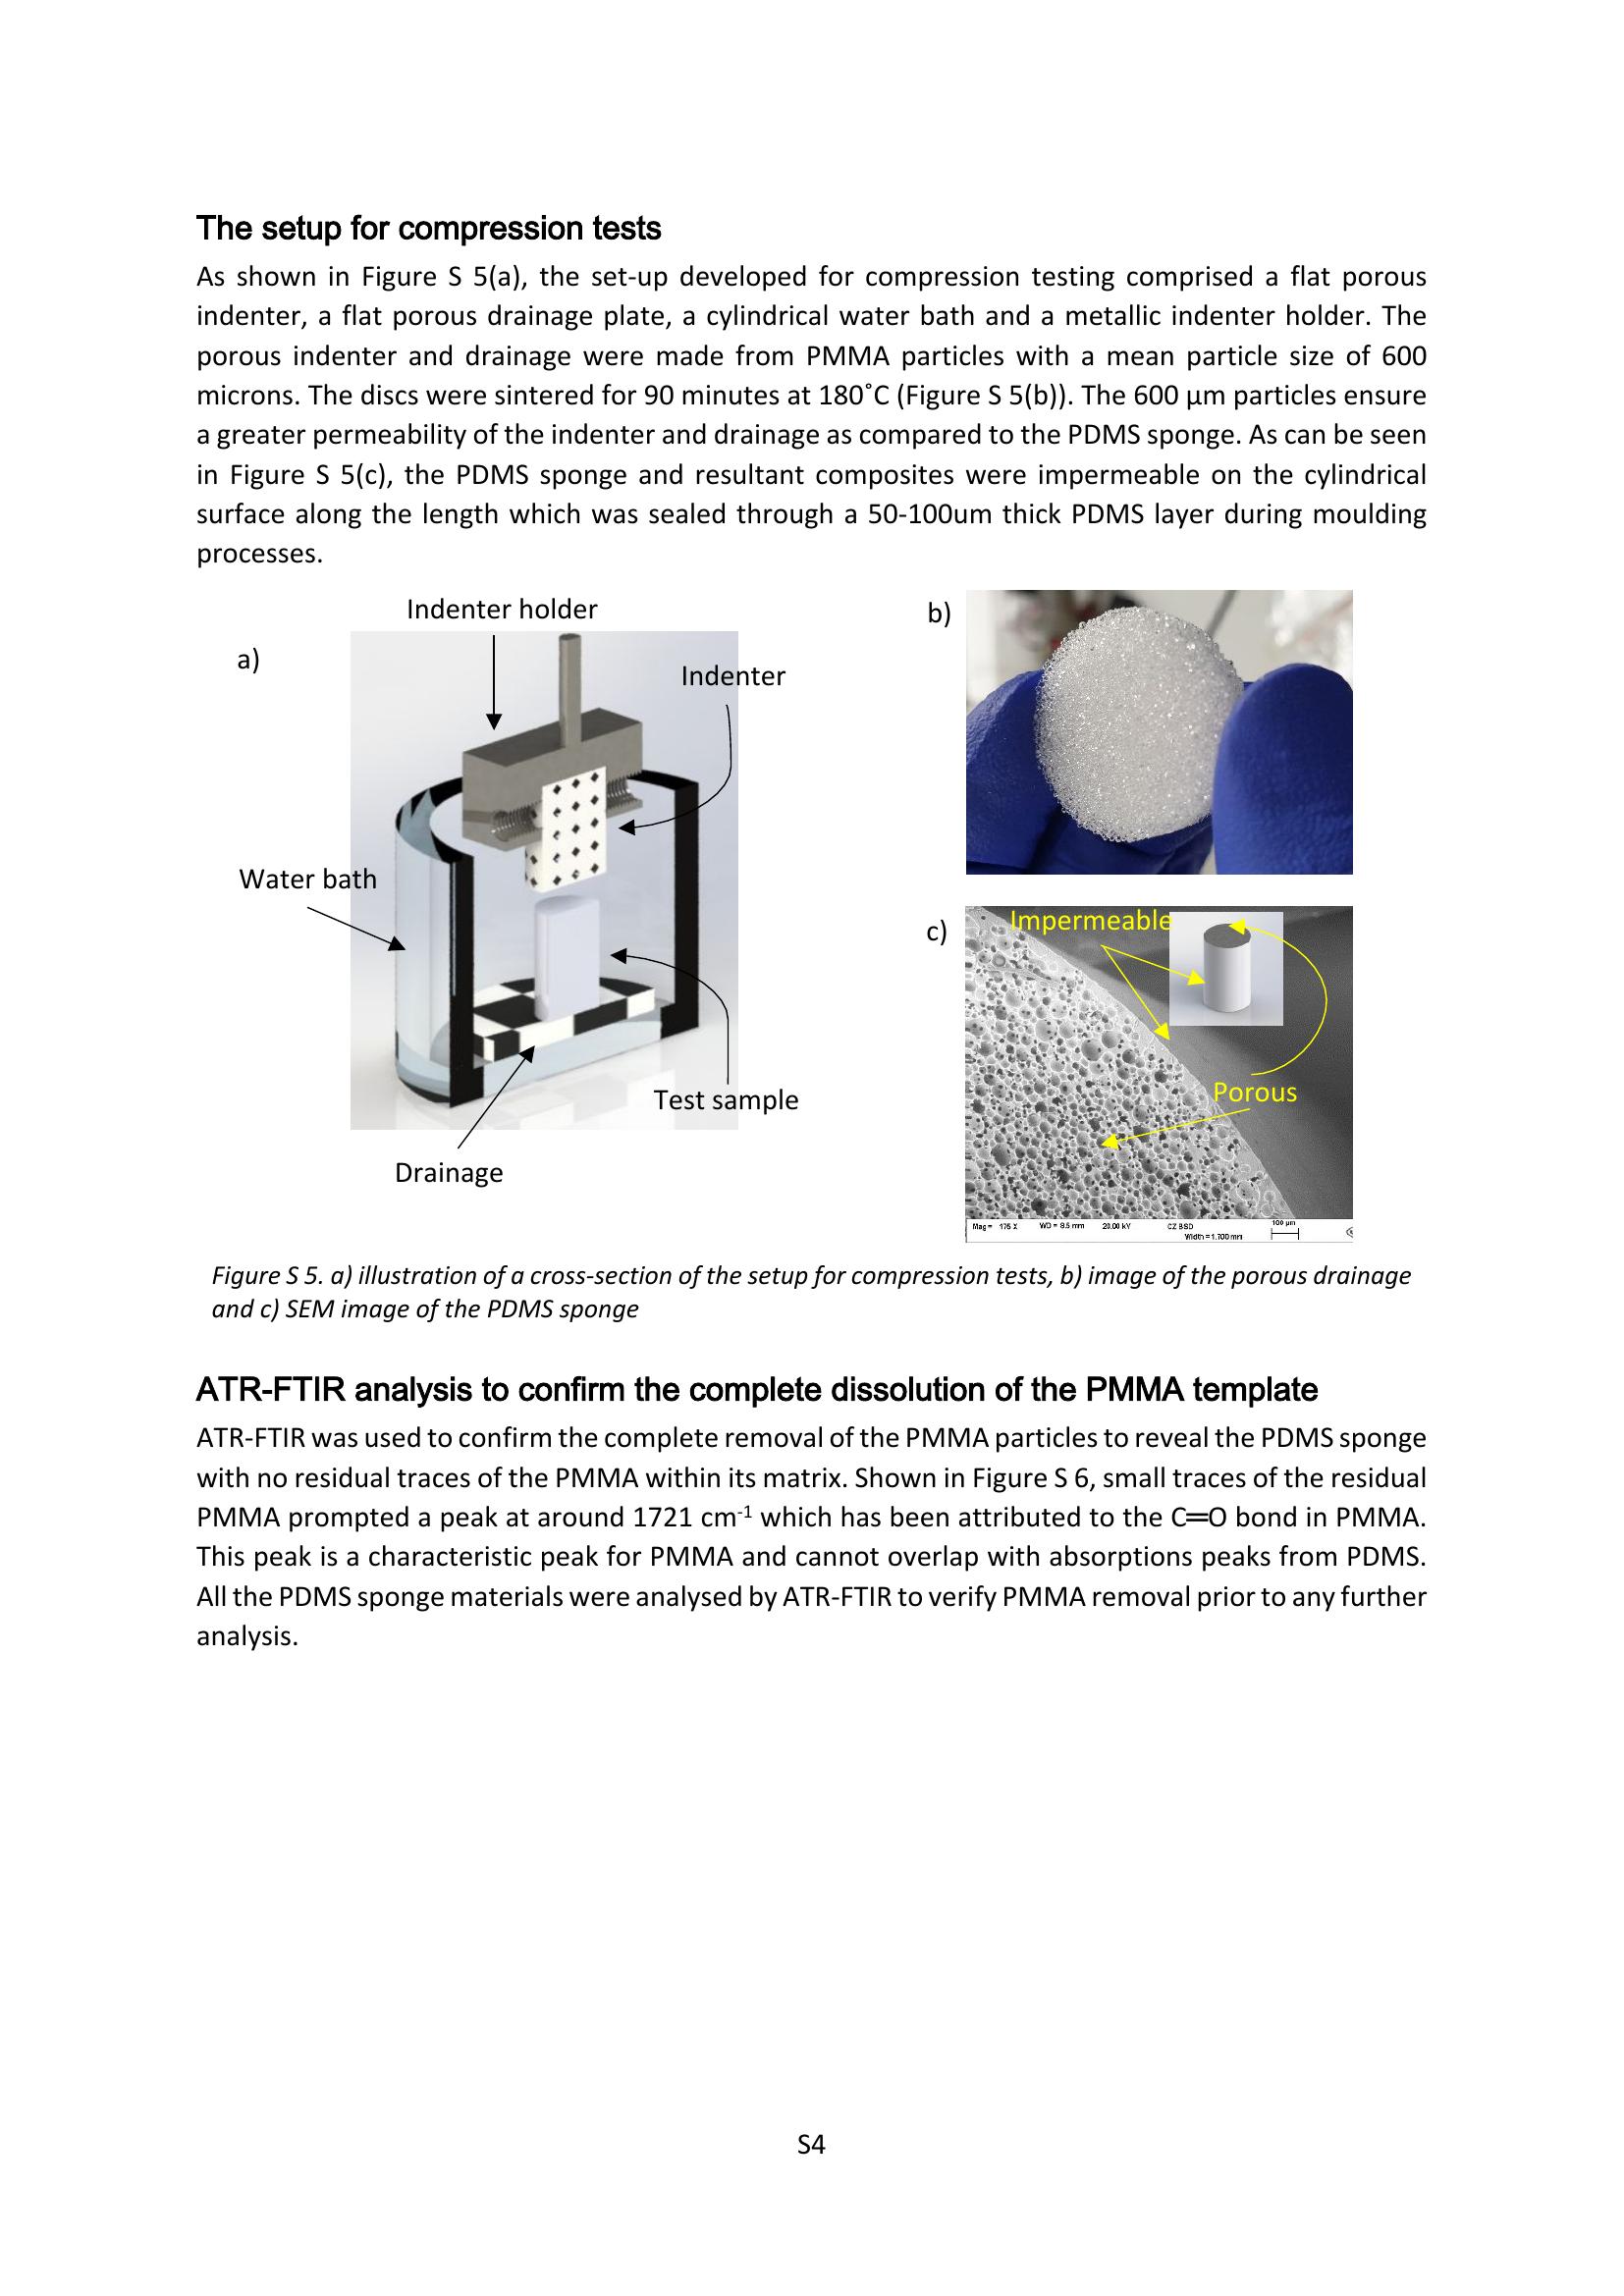 The setup for compression tests
As shown in Figure S 5(a), the set-up developed for compression testing comprised a flat porous
indenter, a flat porous drainage plate, a cylindrical water bath and a metallic indenter holder. The
porous indenter and drainage were made from PMMA particles with a mean particle size of 600
microns. The discs were sintered for 90 minutes at 180˚C (Figure S 5(b)). The 600 µm particles ensure
a greater permeability of the indenter and drainage as compared to the PDMS sponge. As can be seen
in Figure S 5(c), the PDMS sponge and resultant composites were impermeable on the cylindrical
surface along the length which was sealed through a 50-100um thick PDMS layer during moulding
processes.
Indenter holder
a)
Indenter
Water bath
Test sample
Drainage
b)
c)
Impermeable
Porous
Mag = 175 X WD = 8.5 mm 20.00 kV CZ BSD 100 µm
Width = 1.700 mm
Figure S 5. a) illustration of a cross-section of the setup for compression tests, b) image of the porous drainage
and c) SEM image of the PDMS sponge
ATR-FTIR analysis to confirm the complete dissolution of the PMMA template
ATR-FTIR was used to confirm the complete removal of the PMMA particles to reveal the PDMS sponge
with no residual traces of the PMMA within its matrix. Shown in Figure S 6, small traces of the residual
PMMA prompted a peak at around 1721 cm-1 which has been attributed to the C═O bond in PMMA.
This peak is a characteristic peak for PMMA and cannot overlap with absorptions peaks from PDMS.
All the PDMS sponge materials were analysed by ATR-FTIR to verify PMMA removal prior to any further
analysis.
S4